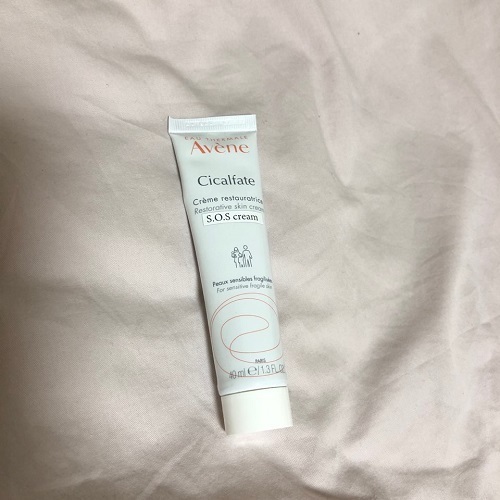 EAU THERMALE
Avène
Cicalfate
Crème restauratrice
Restorative skin cream
S.O.S cream
Peaux sensibles fragilisées
For sensitive fragile skin
PARIS
40 ml ℮/1.3 FL.OZ